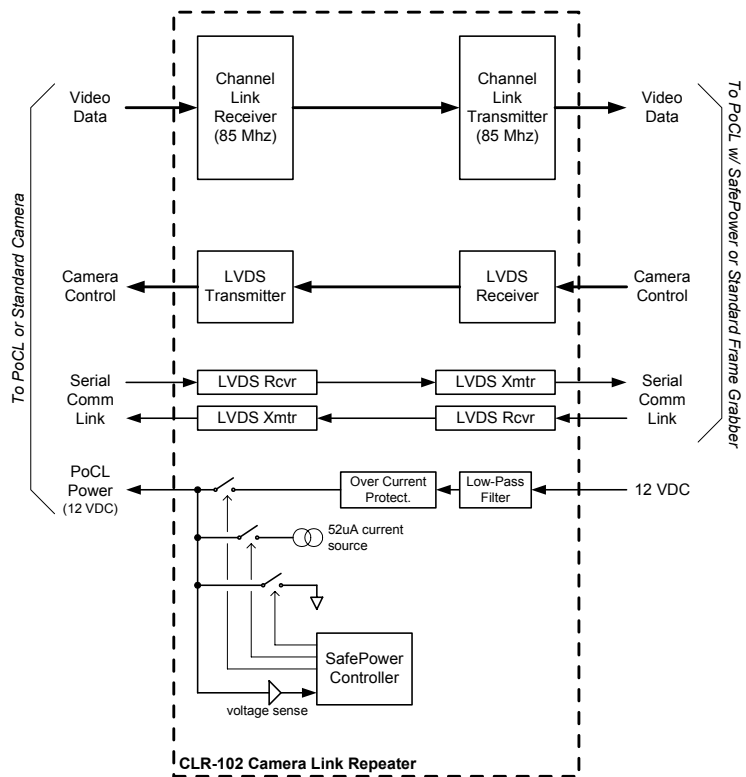 To PoCL or Standard Camera
Video
Data
Channel
Link
Receiver
(85 Mhz)
Channel
Link
Transmitter
(85 Mhz)
Video
Data
To PoCL w/ SafePower or Standard Frame Grabber
Camera
Control
LVDS
Transmitter
LVDS
Receiver
Camera
Control
Serial
Comm
Link
LVDS Rcvr
LVDS Xmtr
LVDS Xmtr
LVDS Rcvr
Serial
Comm
Link
PoCL
Power
(12 VDC)
Over Current
Protect.
Low-Pass
Filter
12 VDC
52uA current
source
SafePower
Controller
voltage sense
CLR-102 Camera Link Repeater